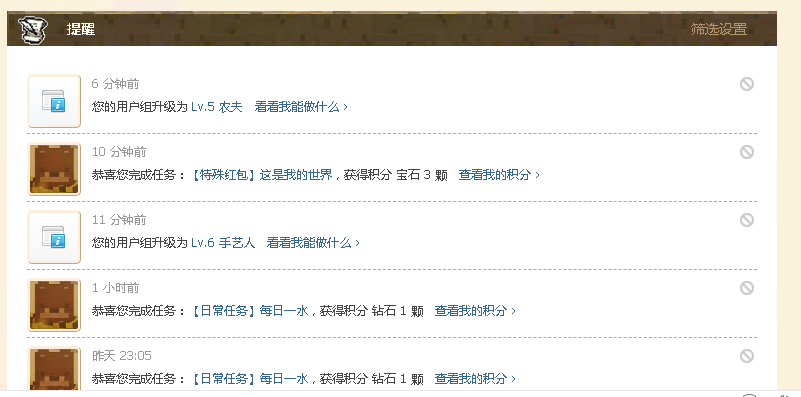 提醒
筛选设置
6 分钟前
您的用户组升级为 Lv.5 农夫 看看我能做什么 ›
10 分钟前
恭喜您完成任务：【特殊红包】这是我的世界，获得积分 宝石 3 颗 查看我的积分 ›
11 分钟前
您的用户组升级为 Lv.6 手艺人 看看我能做什么 ›
1 小时前
恭喜您完成任务：【日常任务】每日一水，获得积分 钻石 1 颗 查看我的积分 ›
昨天 23:05
恭喜您完成任务：【日常任务】每日一水，获得积分 钻石 1 颗 查看我的积分 ›